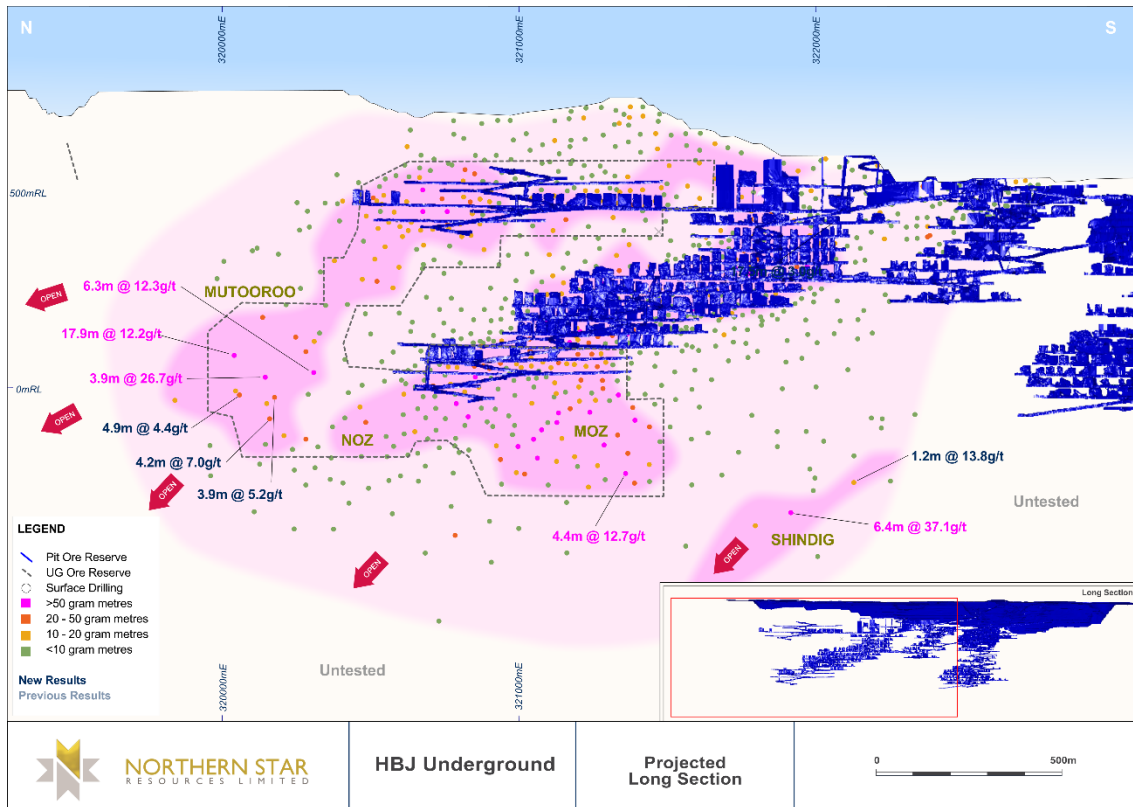 N
S
320000mE
321000mE
322000mE
500mRL
0mRL
OPEN
OPEN
OPEN
OPEN
OPEN
MUTOOROO
6.3m @ 12.3g/t
17.9m @ 12.2g/t
3.9m @ 26.7g/t
4.9m @ 4.4g/t
4.2m @ 7.0g/t
3.9m @ 5.2g/t
NOZ
MOZ
4.4m @ 12.7g/t
1.2m @ 13.8g/t
6.4m @ 37.1g/t
SHINDIG
Untested
Untested
LEGEND
Pit Ore Reserve
UG Ore Reserve
Surface Drilling
>50 gram metres
20 - 50 gram metres
10 - 20 gram metres
<10 gram metres
New Results
Previous Results
Long Section
320000mE
321000mE
NORTHERN STAR
RESOURCES LIMITED
HBJ Underground
Projected
Long Section
0
500m